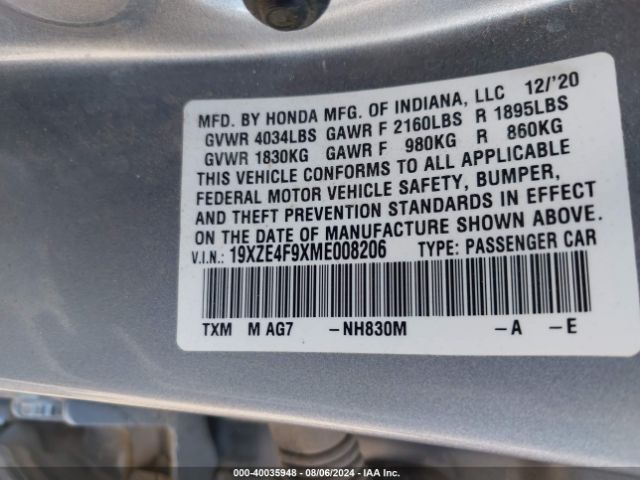 MFD. BY HONDA MFG. OF INDIANA, LLC 12/'20
GVWR 4034LBS GAWR F 2160LBS R 1895LBS
GVWR 1830KG GAWR F 980KG R 860KG
THIS VEHICLE CONFORMS TO ALL APPLICABLE
FEDERAL MOTOR VEHICLE SAFETY, BUMPER,
AND THEFT PREVENTION STANDARDS IN EFFECT
ON THE DATE OF MANUFACTURE SHOWN ABOVE.
V.I.N.: 19XZE4F9XME008206 TYPE: PASSENGER CAR
TXM M AG7 -NH830M -A -E
000-40035948 - 08/06/2024 - IAA Inc.